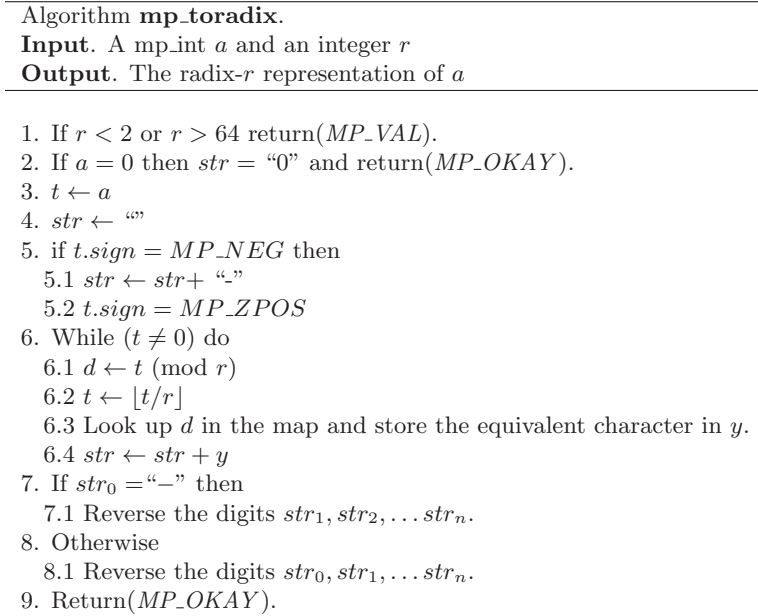 Algorithm mp_toradix.
Input. A mp_int a and an integer r
Output. The radix-r representation of a
1. If r < 2 or r > 64 return(MP_VAL).
2. If a = 0 then str = “0” and return(MP_OKAY).
3. t ← a
4. str ← “”
5. if t.sign = MP_NEG then
5.1 str ← str+ “-”
5.2 t.sign = MP_ZPOS
6. While (t ≠ 0) do
6.1 d ← t (mod r)
6.2 t ← ⌊t/r⌋
6.3 Look up d in the map and store the equivalent character in y.
6.4 str ← str + y
7. If str₀ =“−” then
7.1 Reverse the digits str₁, str₂, . . . strₙ.
8. Otherwise
8.1 Reverse the digits str₀, str₁, . . . strₙ.
9. Return(MP_OKAY).